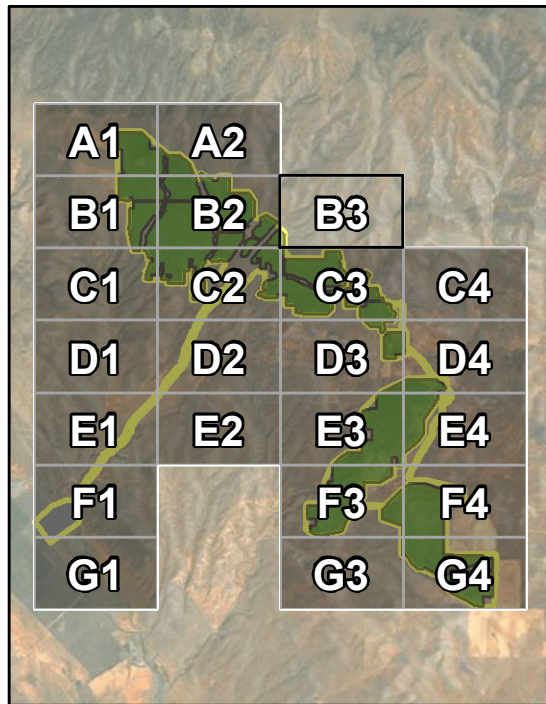 A1 A2
B1 B2 B3
C1 C2 C3 C4
D1 D2 D3 D4
E1 E2 E3 E4
F1 F3 F4
G1 G3 G4